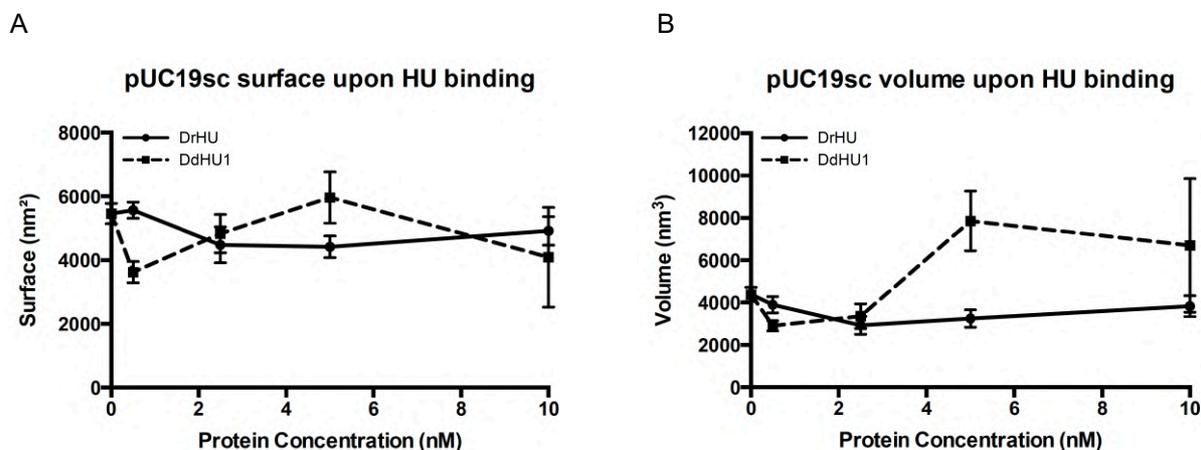 A
pUC19sc surface upon HU binding
DrHU
DdHU1
8000
6000
4000
2000
0
Surface (nm²)
0 2 4 6 8 10
Protein Concentration (nM)
B
pUC19sc volume upon HU binding
DrHU
DdHU1
12000
10000
8000
6000
4000
2000
0
Volume (nm³)
0 2 4 6 8 10
Protein Concentration (nM)